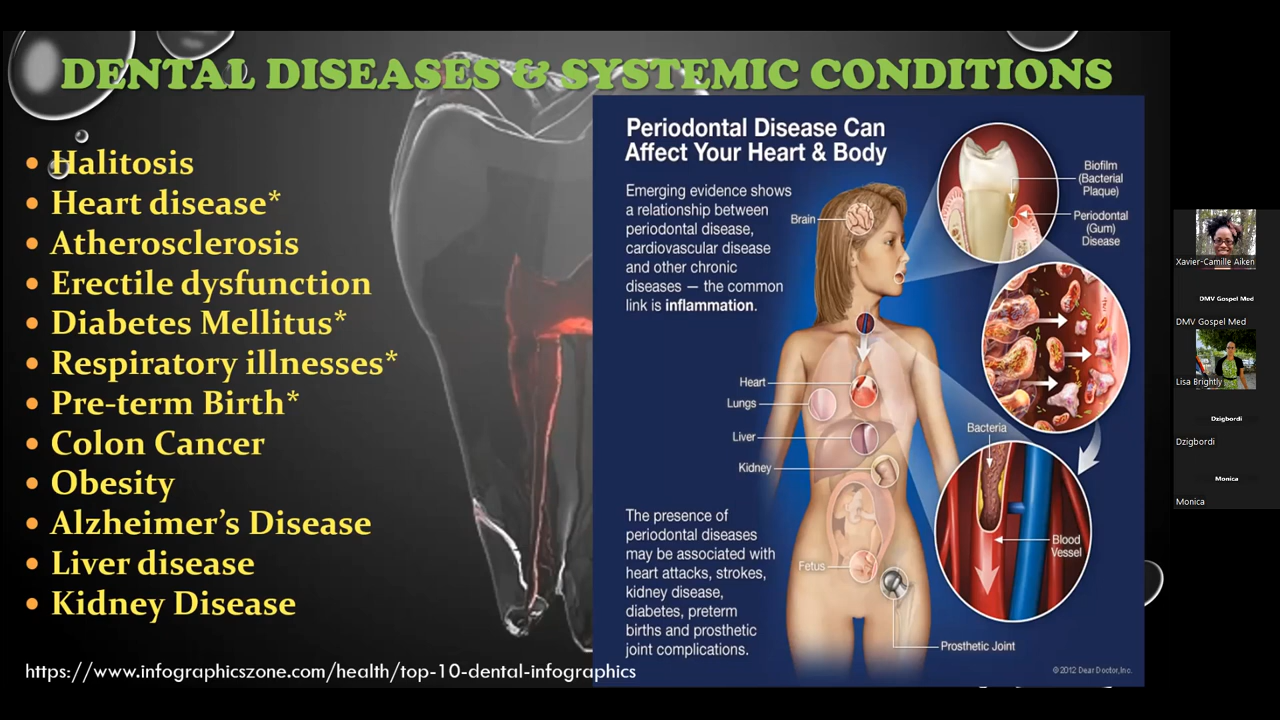 DENTAL DISEASES & SYSTEMIC CONDITIONS
• Halitosis
• Heart disease*
• Atherosclerosis
• Erectile dysfunction
• Diabetes Mellitus*
• Respiratory illnesses*
• Pre-term Birth*
• Colon Cancer
• Obesity
• Alzheimer’s Disease
• Liver disease
• Kidney Disease
https://www.infographicszone.com/health/top-10-dental-infographics
Periodontal Disease Can
Affect Your Heart & Body
Emerging evidence shows
a relationship between
periodontal disease,
cardiovascular disease
and other chronic
diseases — the common
link is inflammation.
The presence of
periodontal diseases
may be associated with
heart attacks, strokes,
kidney disease,
diabetes, preterm
births and prosthetic
joint complications.
Brain
Heart
Lungs
Liver
Kidney
Fetus
Biofilm
(Bacterial
Plaque)
Periodontal
(Gum)
Disease
Bacteria
Blood
Vessel
Prosthetic Joint
© 2012 Dear Doctor, Inc.
Xavier-Camille Aiken
DMV Gospel Med
DMV Gospel Med
Lisa Brightly
Dzigbordi
Dzigbordi
Monica
Monica